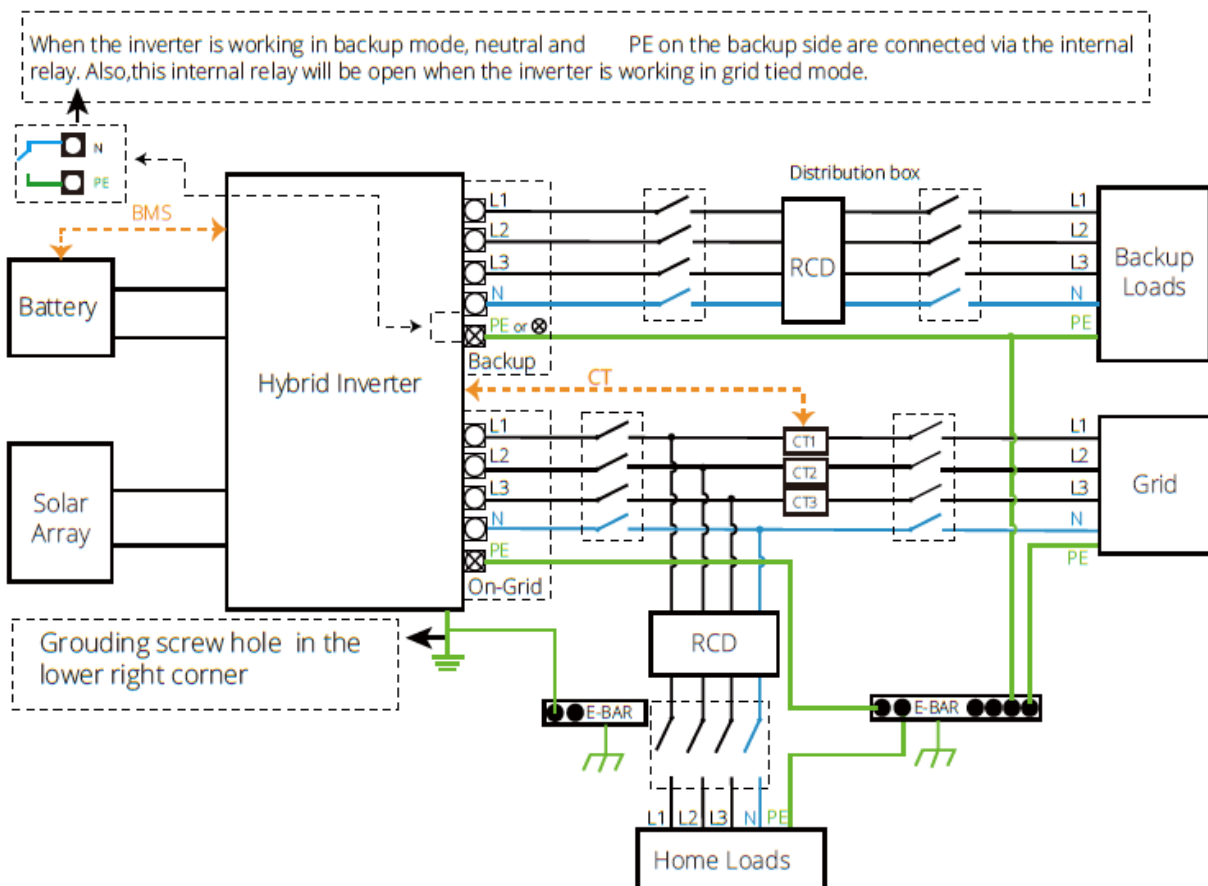 When the inverter is working in backup mode, neutral and PE on the backup side are connected via the internal
relay. Also,this internal relay will be open when the inverter is working in grid tied mode.
N
PE
BMS
Battery
Solar
Array
Hybrid Inverter
L1
L2
L3
N
PE or ⊗
Backup
Distribution box
RCD
L1
L2
L3
N
PE
Backup
Loads
CT
L1
L2
L3
N
PE
On-Grid
CT1
CT2
CT3
L1
L2
L3
N
PE
Grid
Grounding screw hole in the
lower right corner
RCD
E-BAR
E-BAR
L1 L2 L3 N PE
Home Loads